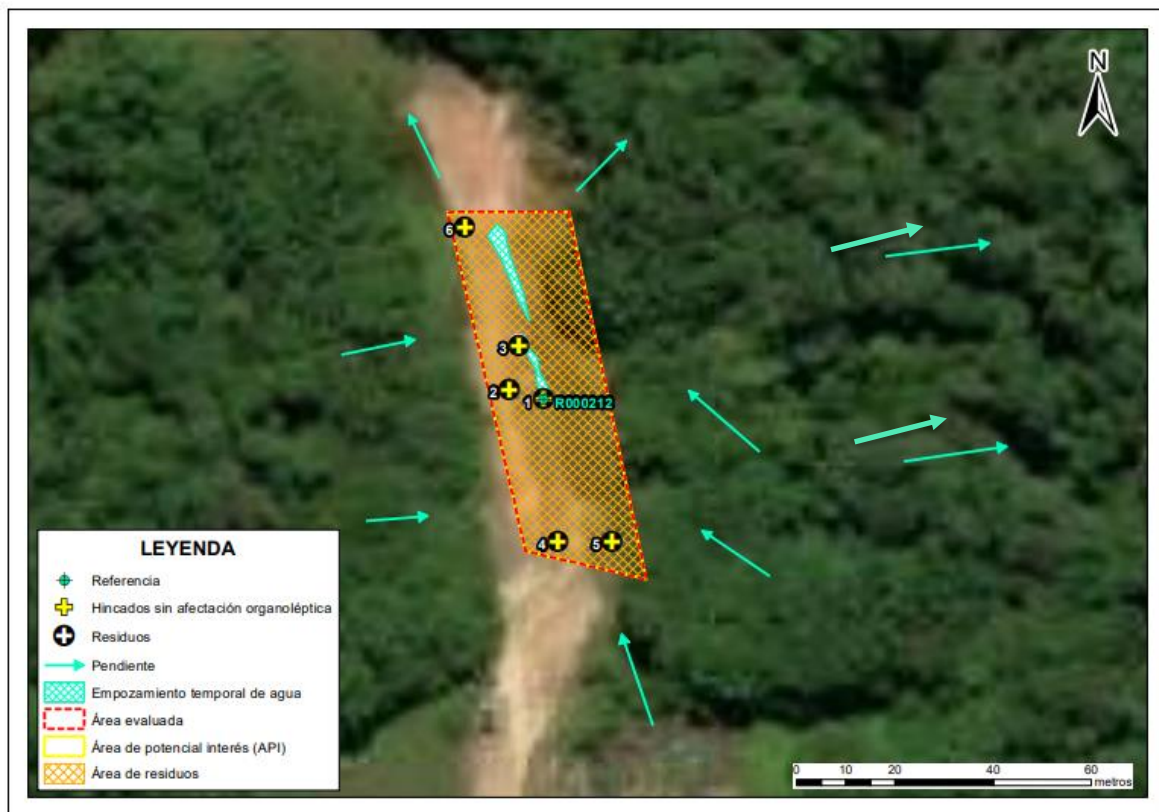 N
6
3
2
1 R000212
4
5
LEYENDA
Referencia
Hincados sin afectación organoléptica
Residuos
Pendiente
Empozamiento temporal de agua
Área evaluada
Área de potencial interés (API)
Área de residuos
0 10 20 40 60
metros